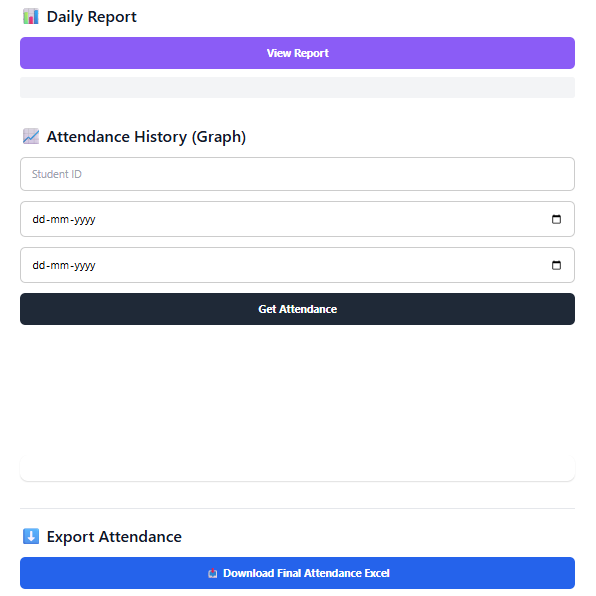 Daily Report
View Report
Attendance History (Graph)
Student ID
dd-mm-yyyy
dd-mm-yyyy
Get Attendance
Export Attendance
Download Final Attendance Excel